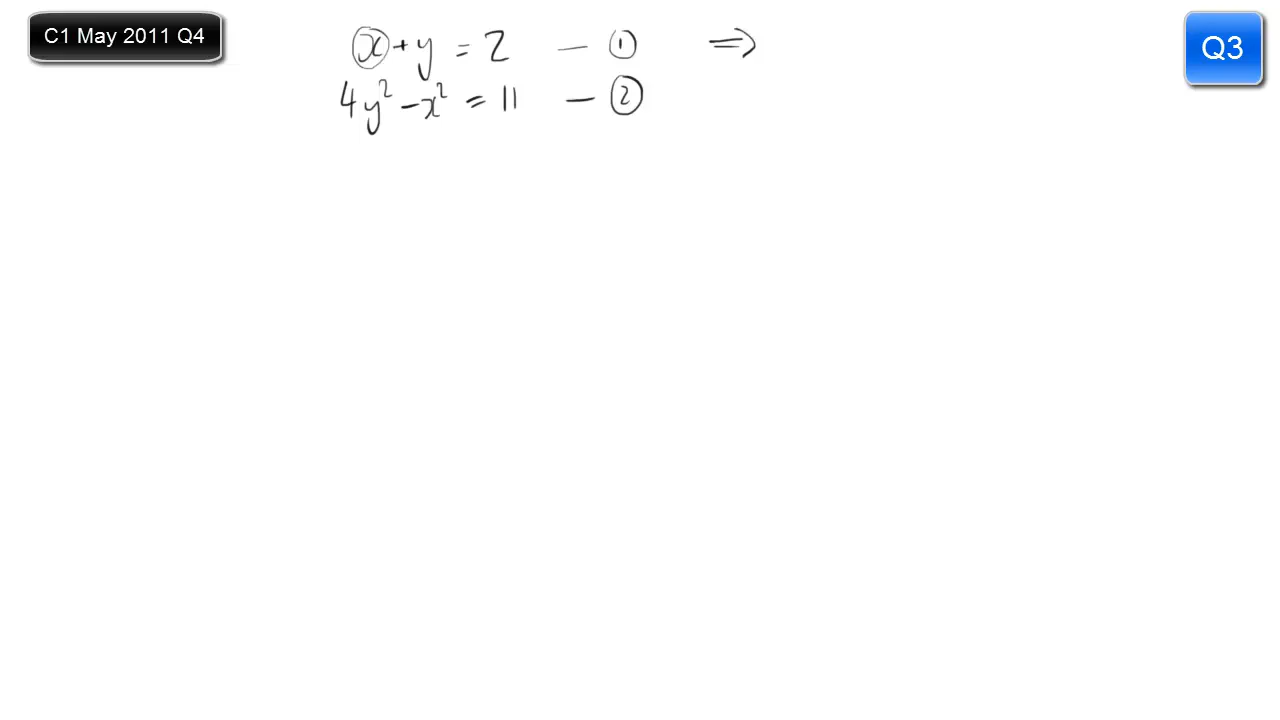 C1 May 2011 Q4
x + y = 2 — ① ⇒
4y² - x² = 11 — ②
Q3